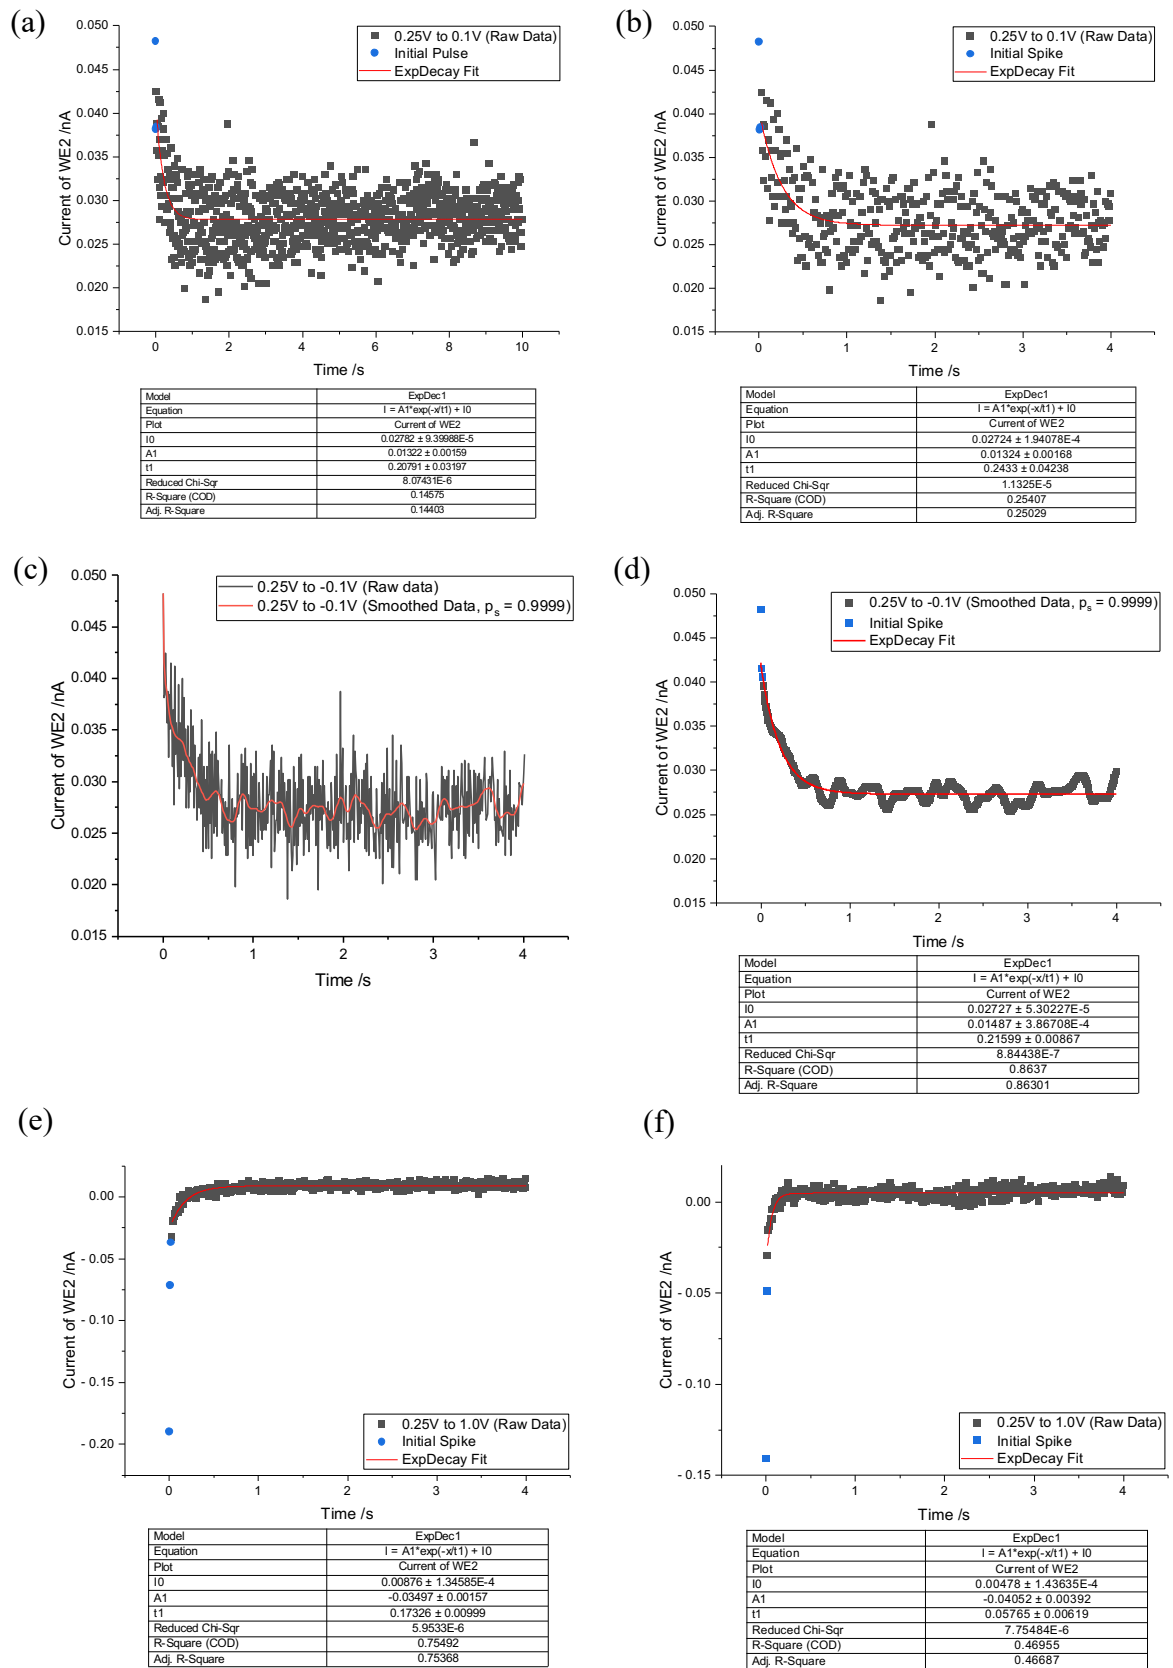 (a)
0.050
0.045
0.040
0.035
0.030
0.025
0.020
0.015
Current of WE2 /nA
0.25V to 0.1V (Raw Data)
Initial Pulse
ExpDecay Fit
0 2 4 6 8 10
Time /s
Model ExpDec1
Equation I = A1*exp(-x/t1) + I0
Plot Current of WE2
I0 0.02782 ± 9.39988E-5
A1 0.01322 ± 0.00159
t1 0.20791 ± 0.03197
Reduced Chi-Sqr 8.07431E-6
R-Square (COD) 0.14575
Adj. R-Square 0.14403
(b)
0.050
0.045
0.040
0.035
0.030
0.025
0.020
0.015
Current of WE2 /nA
0.25V to 0.1V (Raw Data)
Initial Spike
ExpDecay Fit
0 1 2 3 4
Time /s
Model ExpDec1
Equation I = A1*exp(-x/t1) + I0
Plot Current of WE2
I0 0.02724 ± 1.94078E-4
A1 0.01324 ± 0.00168
t1 0.2433 ± 0.04238
Reduced Chi-Sqr 1.1325E-5
R-Square (COD) 0.25407
Adj. R-Square 0.25029
(c)
0.050
0.045
0.040
0.035
0.030
0.025
0.020
0.015
Current of WE2 /nA
0.25V to -0.1V (Raw data)
0.25V to -0.1V (Smoothed Data, ps = 0.9999)
0 1 2 3 4
Time /s
(d)
0.050
0.045
0.040
0.035
0.030
0.025
0.020
0.015
Current of WE2 /nA
0.25V to -0.1V (Smoothed Data, ps = 0.9999)
Initial Spike
ExpDecay Fit
0 1 2 3 4
Time /s
Model ExpDec1
Equation I = A1*exp(-x/t1) + I0
Plot Current of WE2
I0 0.02727 ± 5.30227E-5
A1 0.01487 ± 3.86708E-4
t1 0.21599 ± 0.00867
Reduced Chi-Sqr 8.84438E-7
R-Square (COD) 0.8637
Adj. R-Square 0.86301
(e)
0.00
- 0.05
- 0.10
- 0.15
- 0.20
Current of WE2 /nA
0.25V to 1.0V (Raw Data)
Initial Spike
ExpDecay Fit
0 1 2 3 4
Time /s
Model ExpDec1
Equation I = A1*exp(-x/t1) + I0
Plot Current of WE2
I0 0.00876 ± 1.34585E-4
A1 -0.03497 ± 0.00157
t1 0.17326 ± 0.00999
Reduced Chi-Sqr 5.9533E-6
R-Square (COD) 0.75492
Adj. R-Square 0.75368
(f)
0.00
- 0.05
- 0.10
- 0.15
Current of WE2 /nA
0.25V to 1.0V (Raw Data)
Initial Spike
ExpDecay Fit
0 1 2 3 4
Time /s
Model ExpDec1
Equation I = A1*exp(-x/t1) + I0
Plot Current of WE2
I0 0.00478 ± 1.43635E-4
A1 -0.04052 ± 0.00392
t1 0.05765 ± 0.00619
Reduced Chi-Sqr 7.75484E-6
R-Square (COD) 0.46955
Adj. R-Square 0.46687